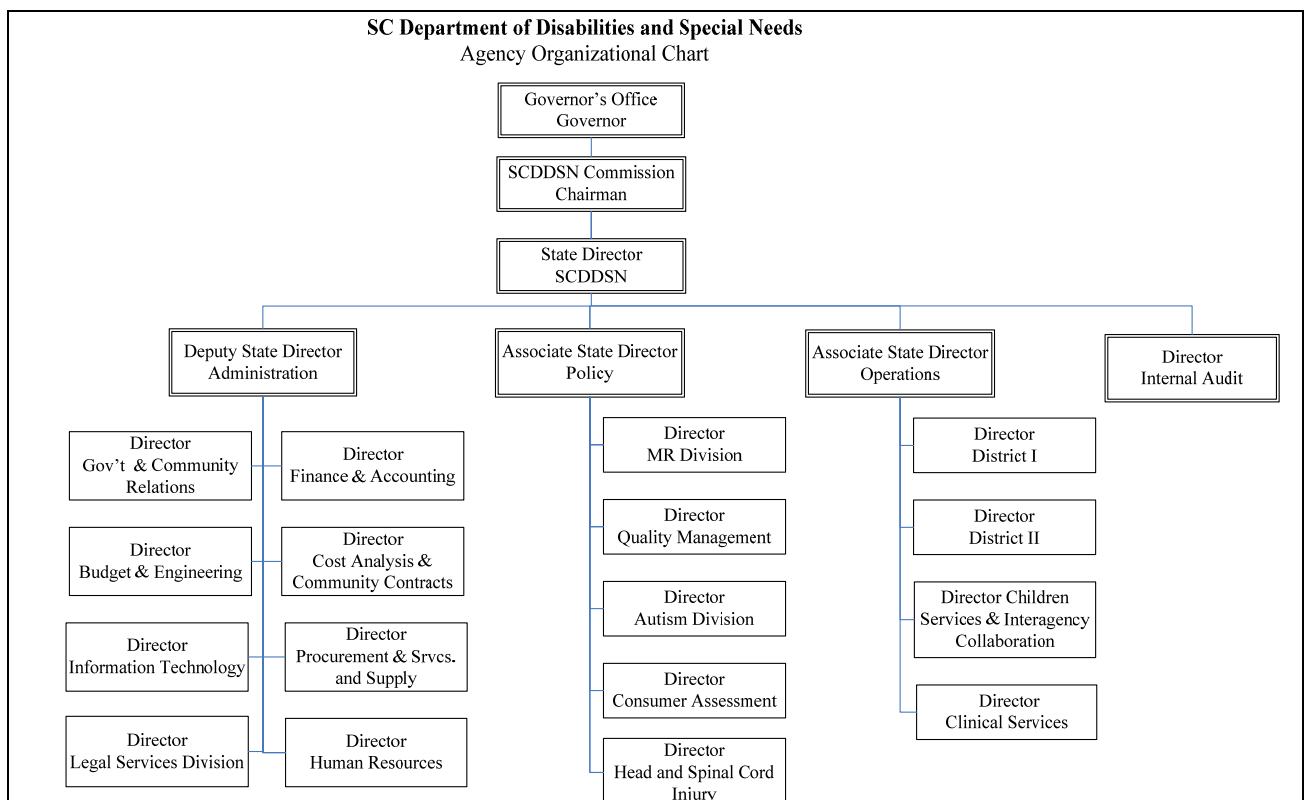 SC Department of Disabilities and Special Needs
Agency Organizational Chart
Governor's Office
Governor
SCDDSN Commission
Chairman
State Director
SCDDSN
Deputy State Director
Administration
Associate State Director
Policy
Associate State Director
Operations
Director
Internal Audit
Director
Gov't & Community
Relations
Director
Finance & Accounting
Director
Budget & Engineering
Director
Cost Analysis &
Community Contracts
Director
Information Technology
Director
Procurement & Srvcs.
and Supply
Director
Legal Services Division
Director
Human Resources
Director
MR Division
Director
Quality Management
Director
Autism Division
Director
Consumer Assessment
Director
Head and Spinal Cord
Injury
Director
District I
Director
District II
Director Children
Services & Interagency
Collaboration
Director
Clinical Services